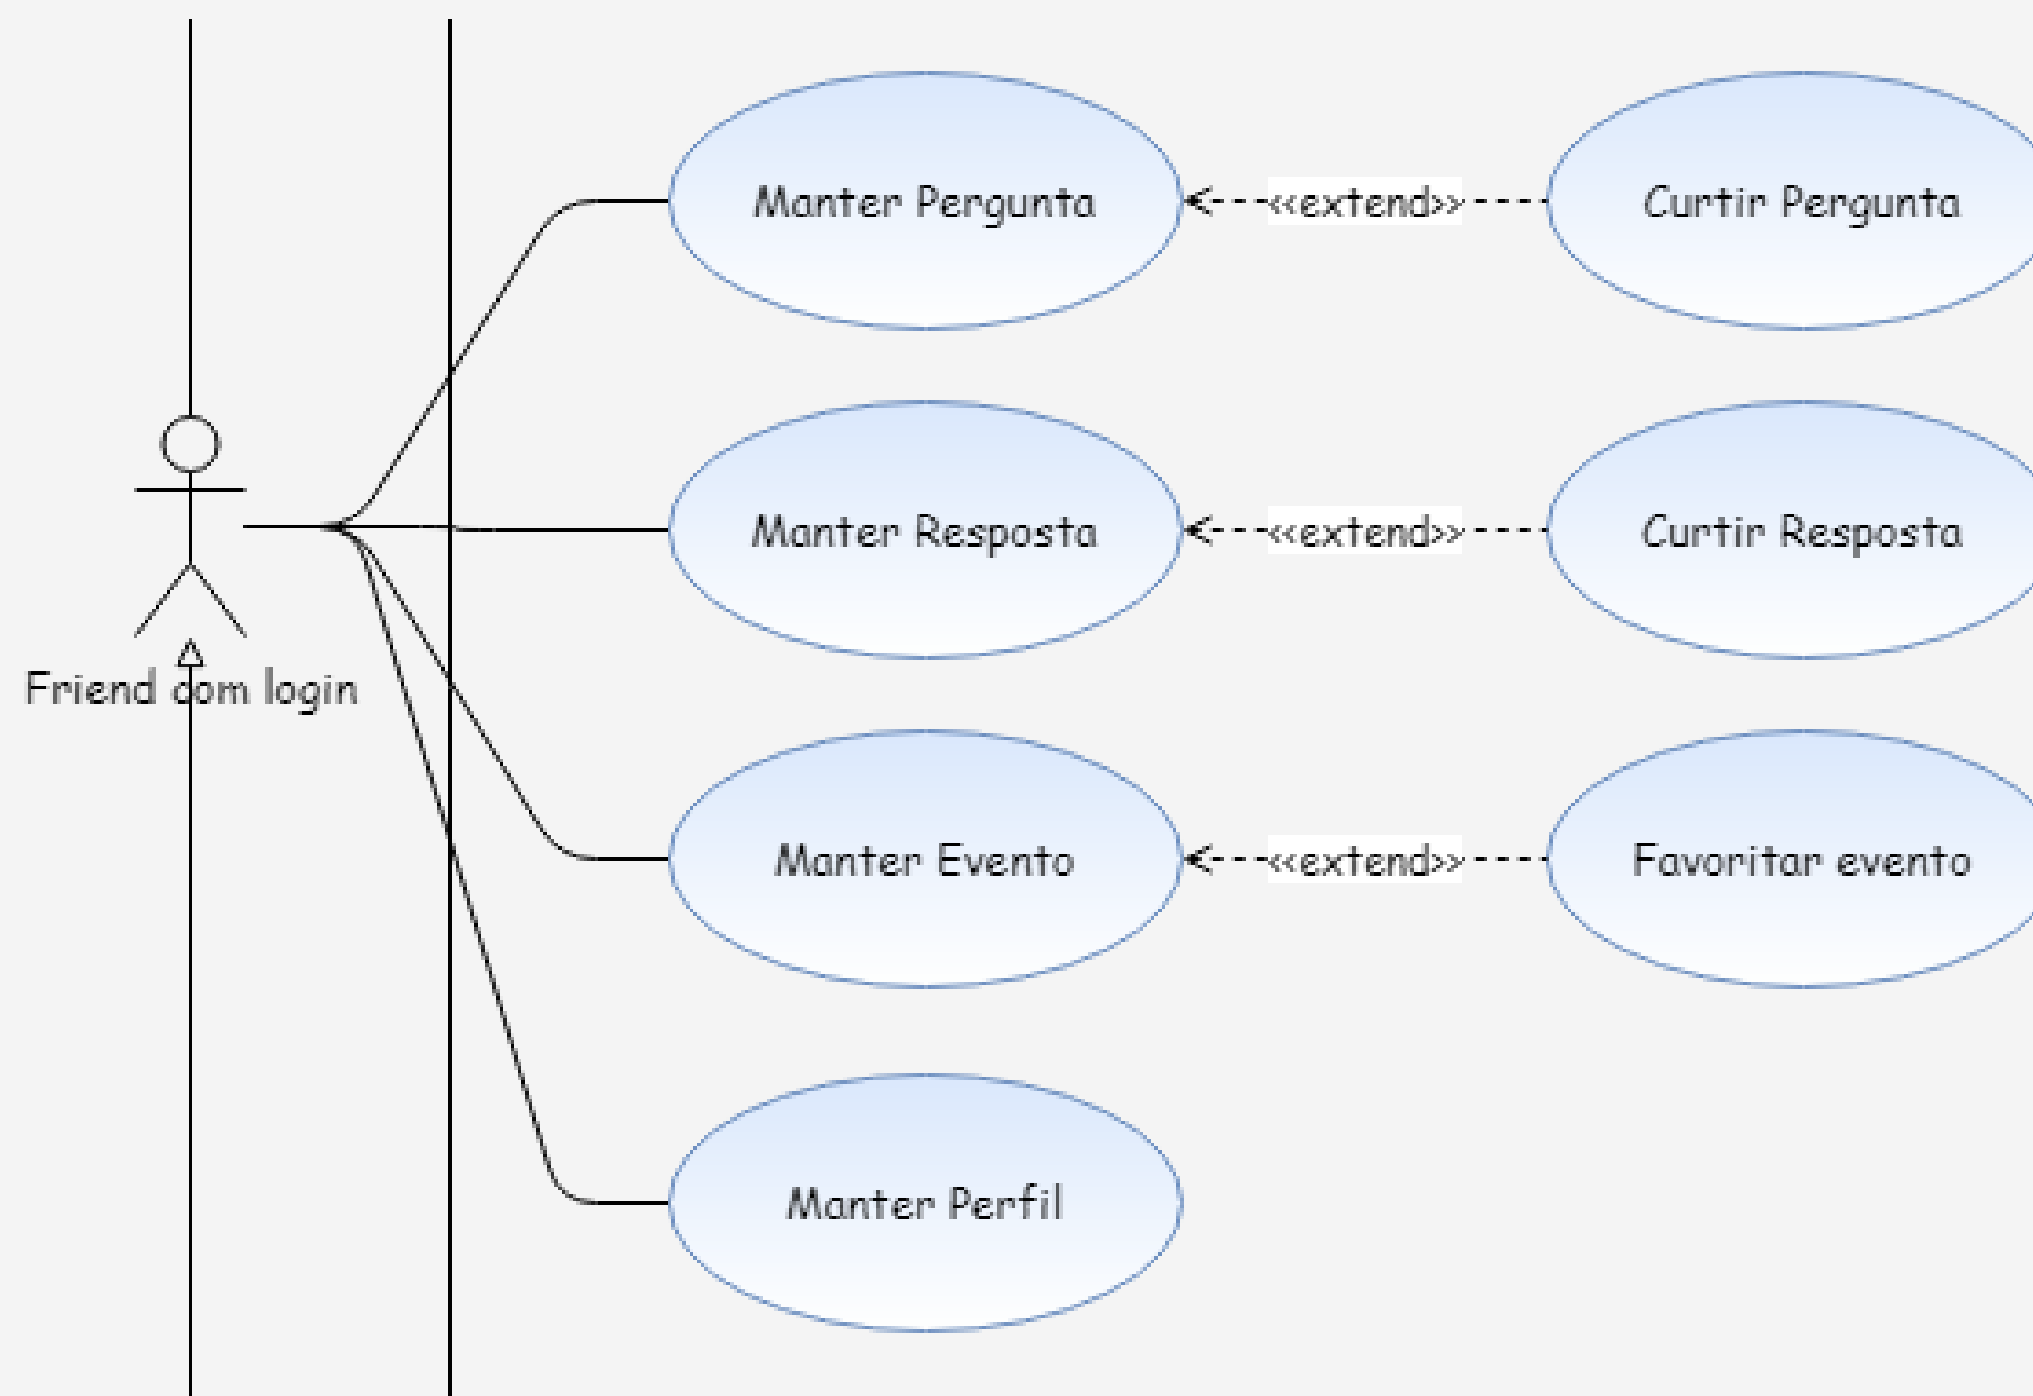 Manter Pergunta
<<extend>>
Curtir Pergunta
Manter Resposta
<<extend>>
Curtir Resposta
Friend com login
Manter Evento
<<extend>>
Favoritar evento
Manter Perfil